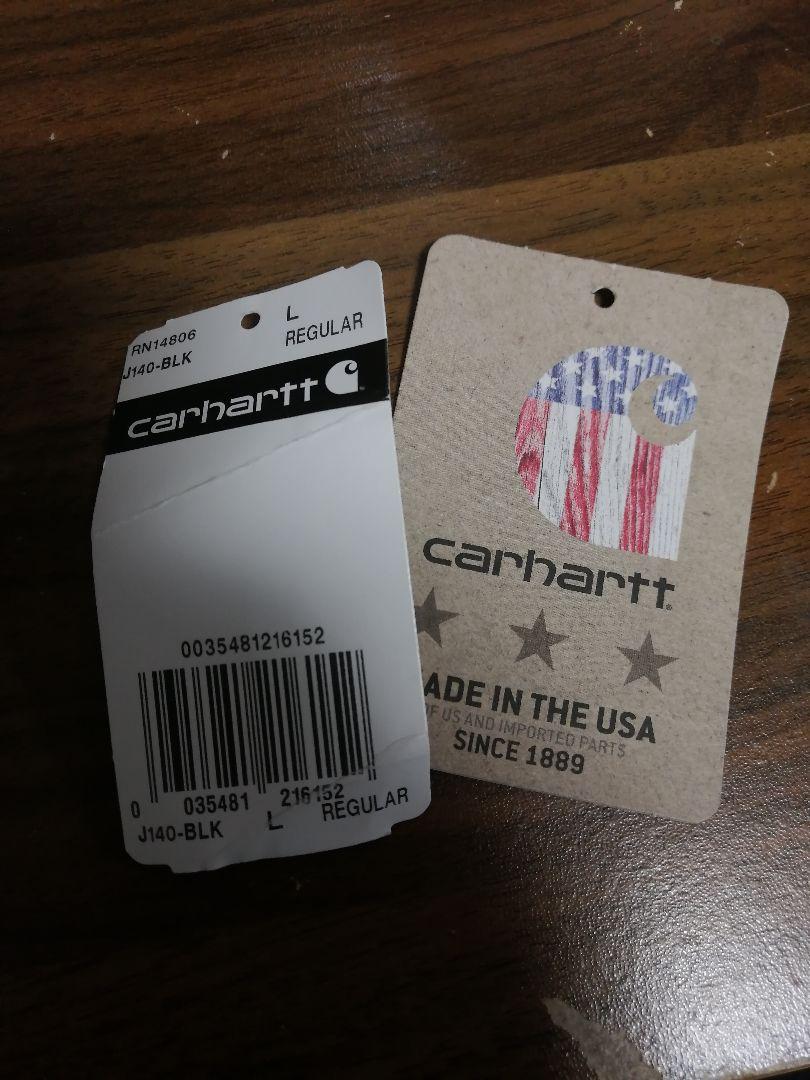 RN14806
L
J140-BLK
REGULAR
carhartt
0035481216152
0 035481 216152
J140-BLK L REGULAR
carhartt®
ADE IN THE USA
OF US AND IMPORTED PARTS
SINCE 1889